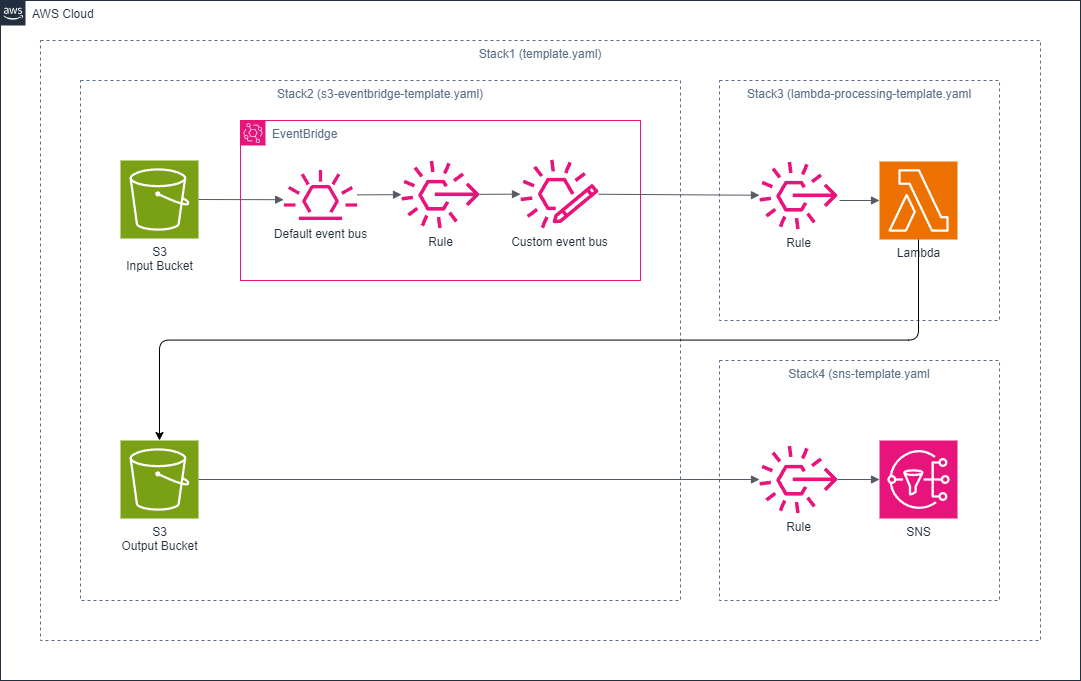 aws
AWS Cloud
Stack1 (template.yaml)
Stack2 (s3-eventbridge-template.yaml)
Stack3 (lambda-processing-template.yaml
EventBridge
Default event bus
Rule
Custom event bus
Rule
Lambda
S3
Input Bucket
Stack4 (sns-template.yaml
S3
Output Bucket
Rule
SNS